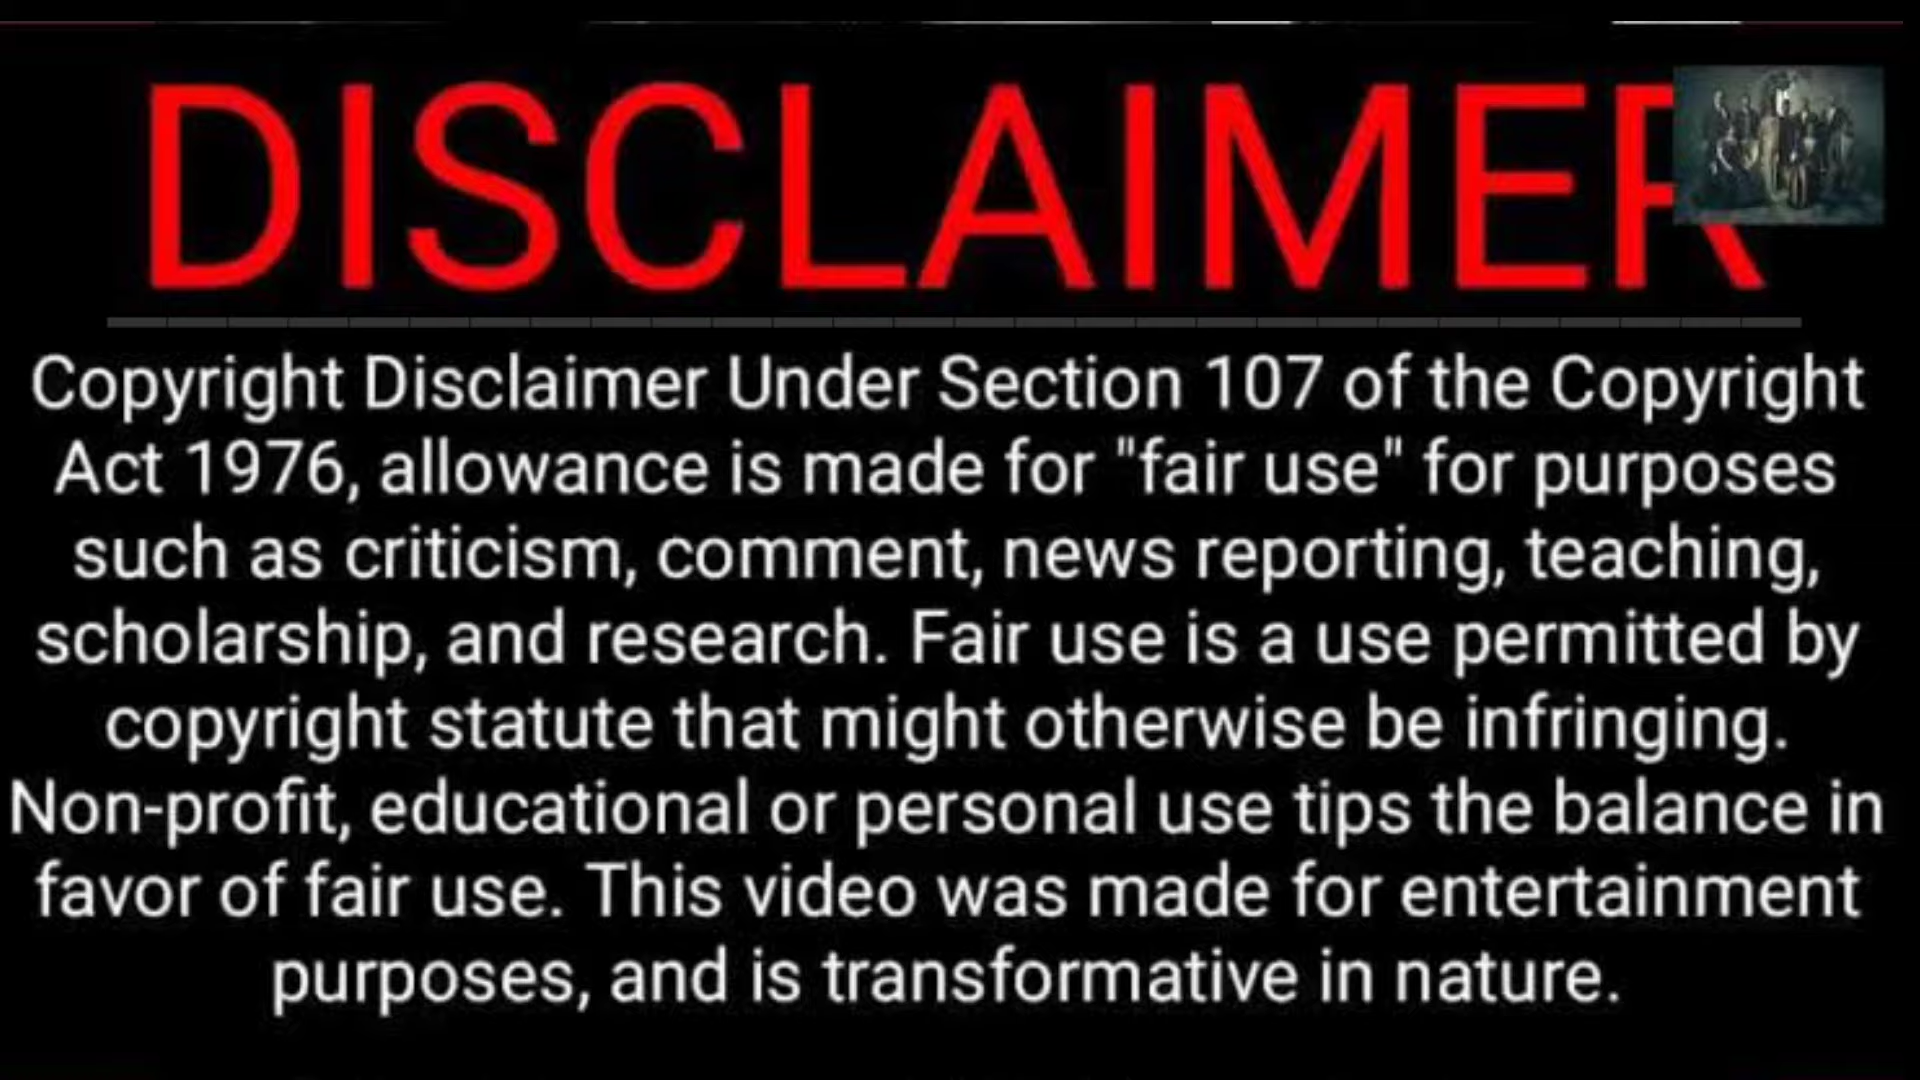 DISCLAIMER
Copyright Disclaimer Under Section 107 of the Copyright
Act 1976, allowance is made for "fair use" for purposes
such as criticism, comment, news reporting, teaching,
scholarship, and research. Fair use is a use permitted by
copyright statute that might otherwise be infringing.
Non-profit, educational or personal use tips the balance in
favor of fair use. This video was made for entertainment
purposes, and is transformative in nature.